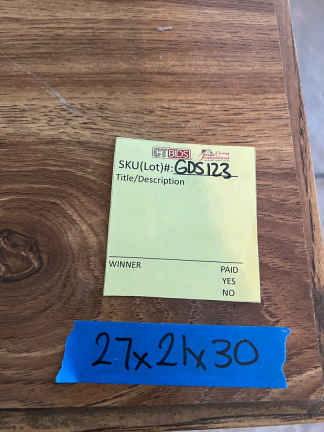 CTBIDS
SKU(Lot)#: GDS123
Title/Description
WINNER PAID
YES
NO
27x21x30